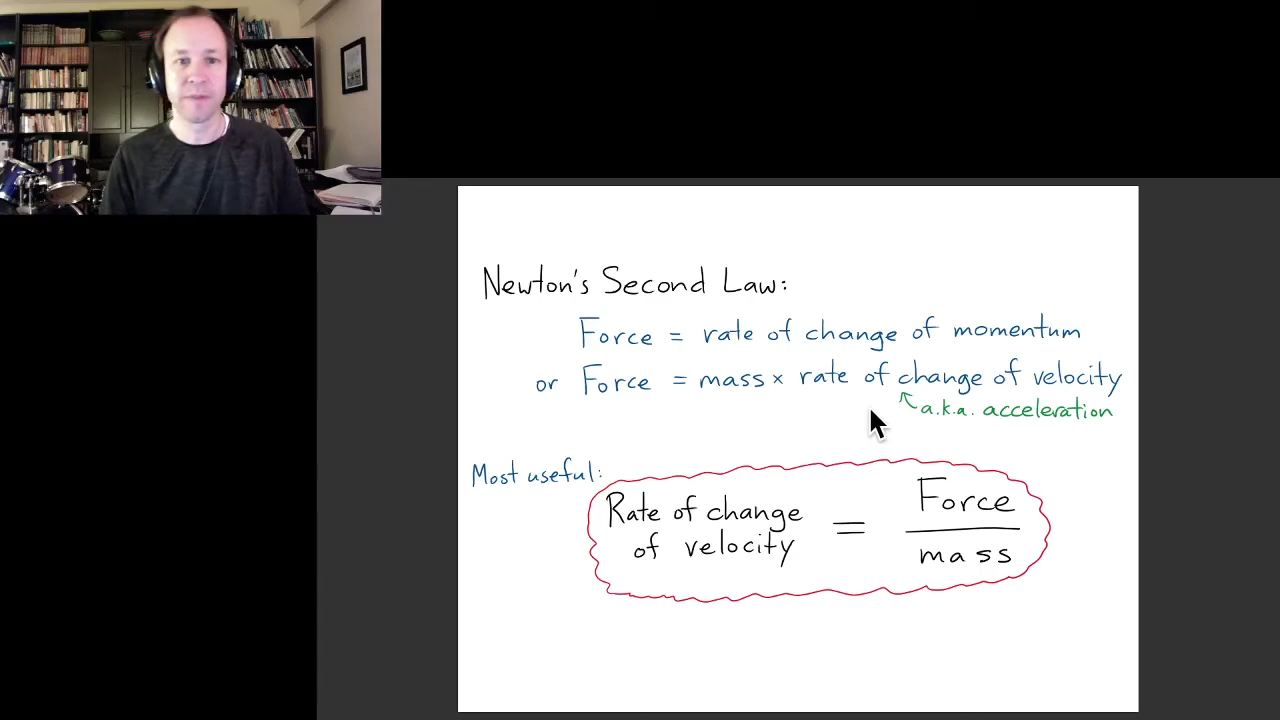 Newton's Second Law:
Force = rate of change of momentum
or Force = mass × rate of change of velocity
a.k.a. acceleration
Most useful:
Rate of change
of velocity
=
Force
mass